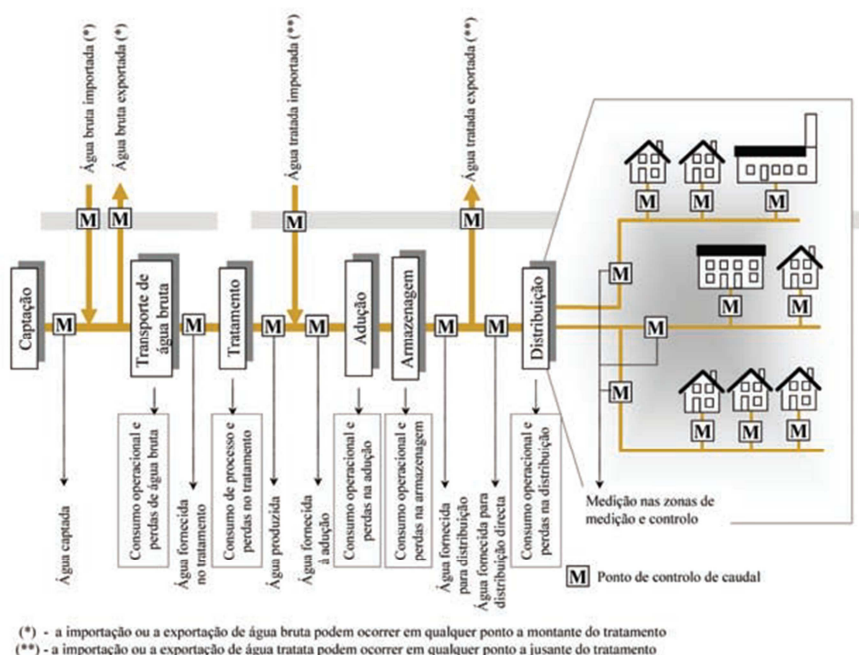 Água bruta importada (*)
Água bruta exportada (*)
Água tratada importada (**)
Água tratada exportada (**)
M
M
M
M
Captação
M
Transporte de
água bruta
M
Tratamento
M
M
Adução
Armazenagem
M
M
Distribuição
M
M
M
M
M
M
M
M
M
M
M
Água captada
Consumo operacional e
perdas de água bruta
Água fornecida
no tratamento
Consumo de processo e
perdas no tratamento
Água produzida
Água fornecida
à adução
Consumo operacional e
perdas na adução
Consumo operacional e
perdas na armazenagem
Água fornecida
para distribuição
Água fornecida para
distribuição directa
Consumo operacional e
perdas na distribuição
Medição nas zonas de
medição e controlo
M Ponto de controlo de caudal
(*) - a importação ou a exportação de água bruta podem ocorrer em qualquer ponto a montante do tratamento
(**) - a importação ou a exportação de água tratata podem ocorrer em qualquer ponto a jusante do tratamento